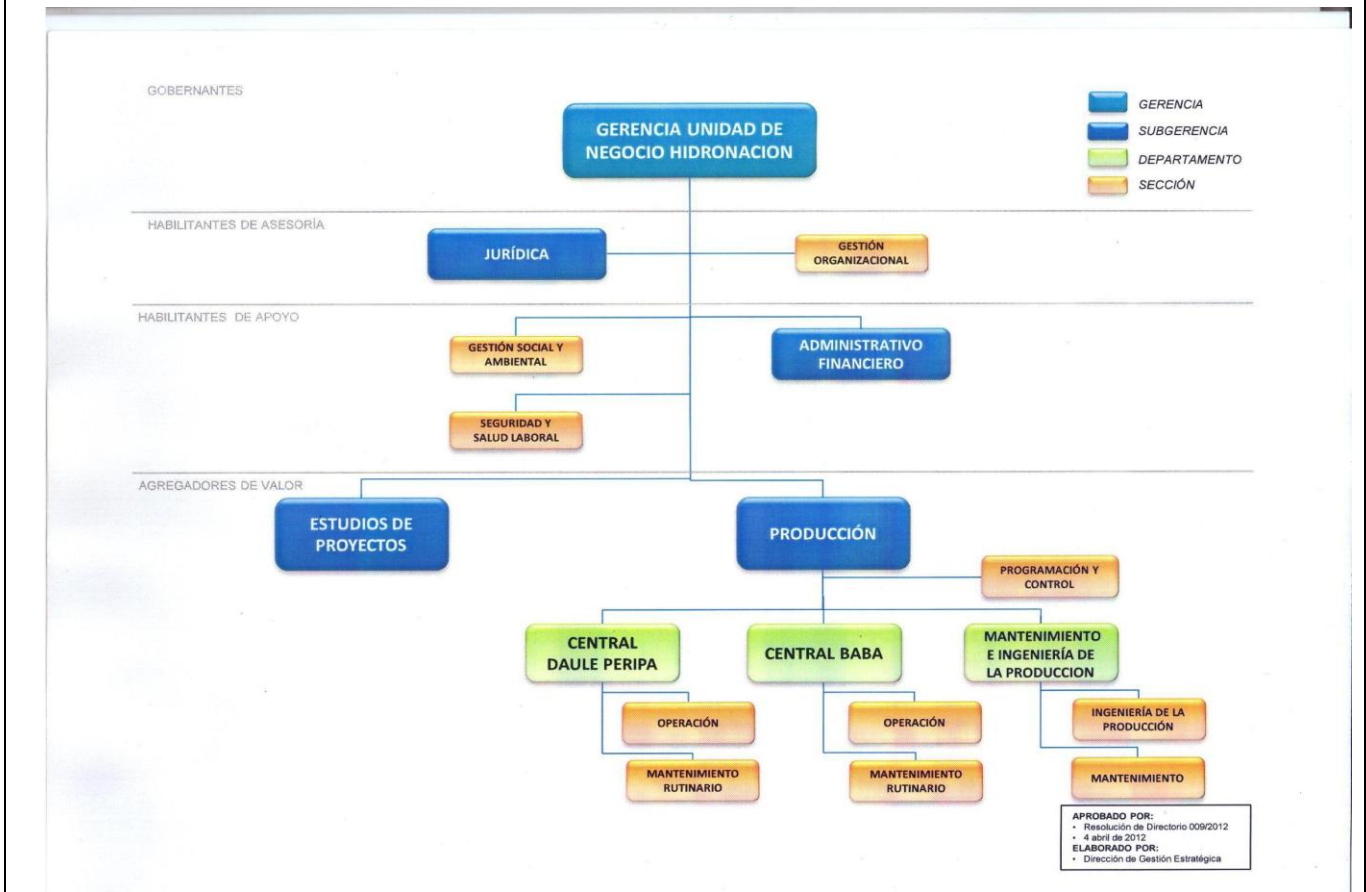 GOBERNANTES
GERENCIA UNIDAD DE
NEGOCIO HIDRONACION
GERENCIA
SUBGERENCIA
DEPARTAMENTO
SECCIÓN
HABILITANTES DE ASESORÍA
JURÍDICA
GESTIÓN
ORGANIZACIONAL
HABILITANTES DE APOYO
GESTIÓN SOCIAL Y
AMBIENTAL
ADMINISTRATIVO
FINANCIERO
SEGURIDAD Y
SALUD LABORAL
AGREGADORES DE VALOR
ESTUDIOS DE
PROYECTOS
PRODUCCIÓN
PROGRAMACIÓN Y
CONTROL
CENTRAL
DAULE PERIPA
CENTRAL BABA
MANTENIMIENTO
E INGENIERÍA DE
LA PRODUCCION
OPERACIÓN
OPERACIÓN
INGENIERÍA DE LA
PRODUCCIÓN
MANTENIMIENTO
RUTINARIO
MANTENIMIENTO
RUTINARIO
MANTENIMIENTO
APROBADO POR:
• Resolución de Directorio 009/2012
• 4 abril de 2012
ELABORADO POR:
• Dirección de Gestión Estratégica